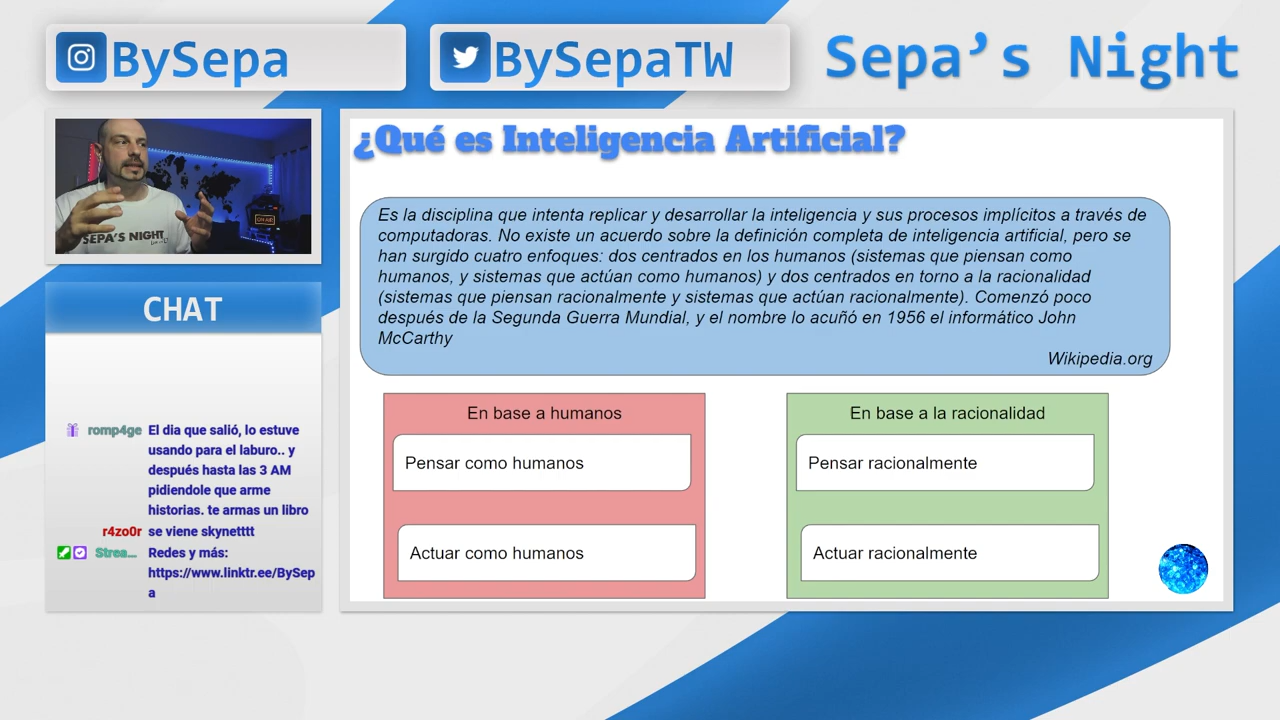 BySepa
BySepaTW
Sepa’s Night
¿Qué es Inteligencia Artificial?
SEPA'S NIGHT
Es la disciplina que intenta replicar y desarrollar la inteligencia y sus procesos implícitos a través de
computadoras. No existe un acuerdo sobre la definición completa de inteligencia artificial, pero se
han surgido cuatro enfoques: dos centrados en los humanos (sistemas que piensan como
humanos, y sistemas que actúan como humanos) y dos centrados en torno a la racionalidad
(sistemas que piensan racionalmente y sistemas que actúan racionalmente). Comenzó poco
después de la Segunda Guerra Mundial, y el nombre lo acuñó en 1956 el informático John
McCarthy
Wikipedia.org
En base a humanos
Pensar como humanos
Actuar como humanos
En base a la racionalidad
Pensar racionalmente
Actuar racionalmente
CHAT
romp4ge El dia que salió, lo estuve
usando para el laburo.. y
después hasta las 3 AM
pidiendole que arme
historias. te armas un libro
r4zo0r se viene skynetttt
Strea... Redes y más:
https://www.linktr.ee/BySep
a